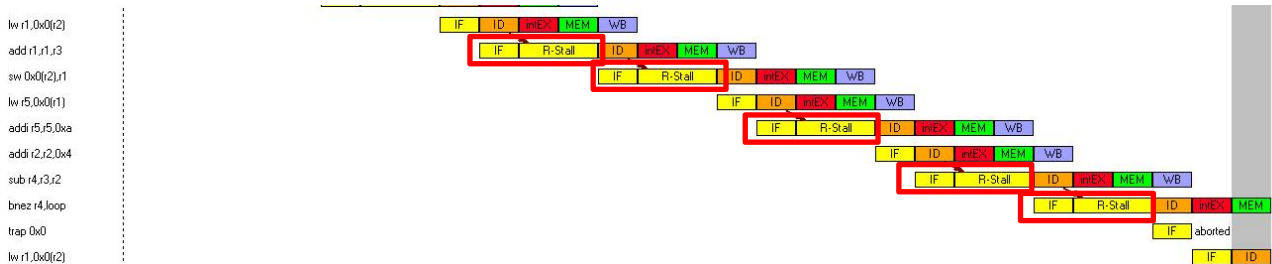 lw r1,0x0(r2) IF ID intEX MEM WB
add r1,r1,r3 IF R-Stall ID intEX MEM WB
sw 0x0(r2),r1 IF R-Stall ID intEX MEM WB
lw r5,0x0(r1) IF ID intEX MEM WB
addi r5,r5,0xa IF R-Stall ID intEX MEM WB
addi r2,r2,0x4 IF ID intEX MEM WB
sub r4,r3,r2 IF R-Stall ID intEX MEM WB
bnez r4,loop IF R-Stall ID intEX MEM
trap 0x0 IF aborted
lw r1,0x0(r2) IF ID